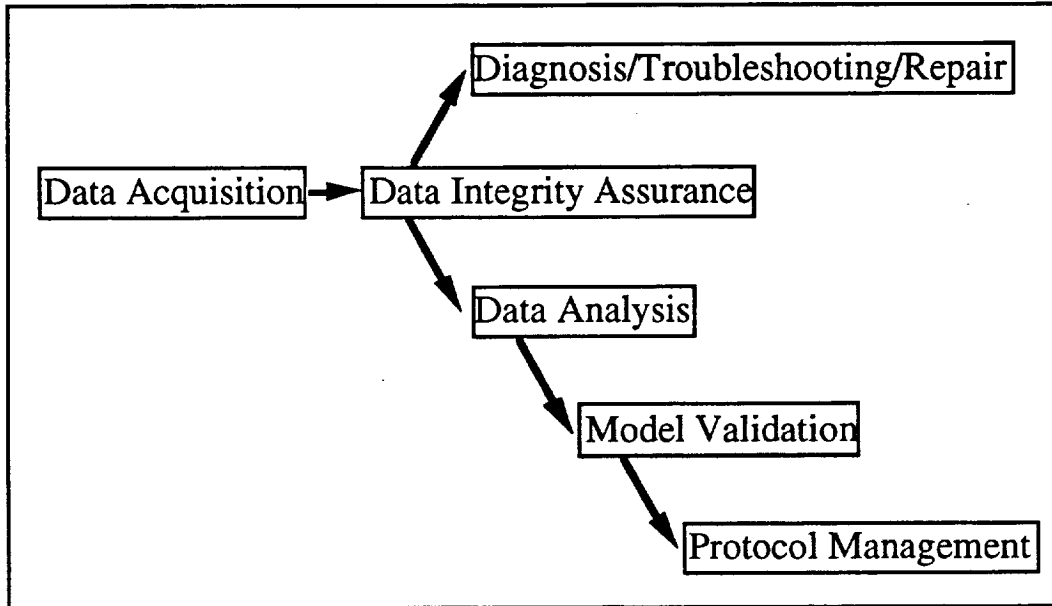 Diagnosis/Troubleshooting/Repair
Data Acquisition
Data Integrity Assurance
Data Analysis
Model Validation
Protocol Management